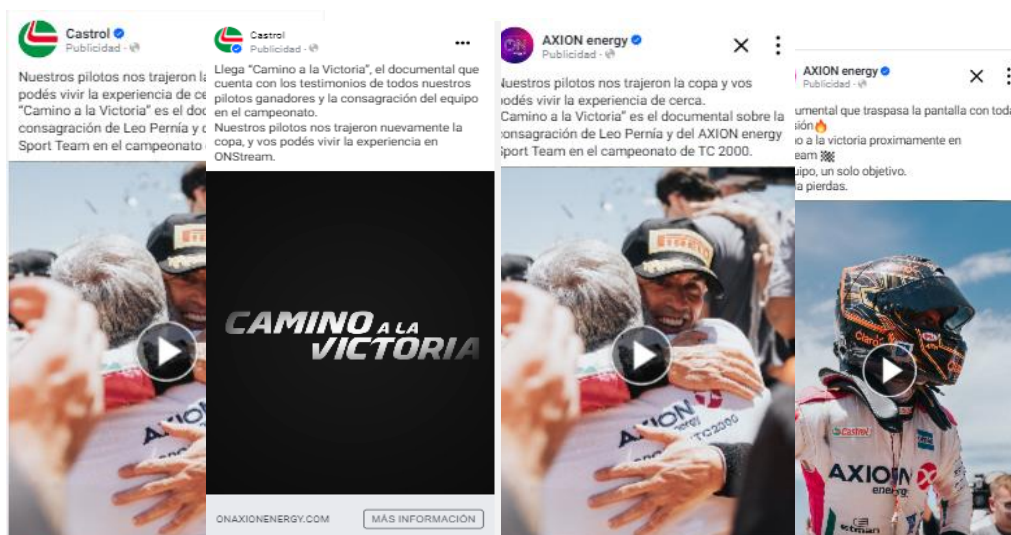 Castrol
Publicidad ·
Nuestros pilotos nos trajeron la
podés vivir la experiencia de ce
"Camino a la Victoria" es el doc
consagración de Leo Pernía y d
Sport Team en el campeonato
Castrol
Publicidad ·
Llega "Camino a la Victoria", el documental que
cuenta con los testimonios de todos nuestros
pilotos ganadores y la consagración del equipo
en el campeonato.
Nuestros pilotos nos trajeron nuevamente la
copa, y vos podés vivir la experiencia en
ONStream.
CAMINO A LA
VICTORIA
ONAXIONENERGY.COM
MÁS INFORMACIÓN
ON
AXION energy
Publicidad ·
Nuestros pilotos nos trajeron la copa y vos
podés vivir la experiencia de cerca.
Camino a la Victoria" es el documental sobre la
consagración de Leo Pernía y del AXION energy
Sport Team en el campeonato de TC 2000.
PIRELLI
AXION
energy
TC2000
AXION energy
Publicidad ·
umental que traspasa la pantalla con toda
sión🔥
o a la victoria proximamente en
eam 🏁
uipo, un solo objetivo.
a pierdas.
Claro
Castrol
AXION
energy